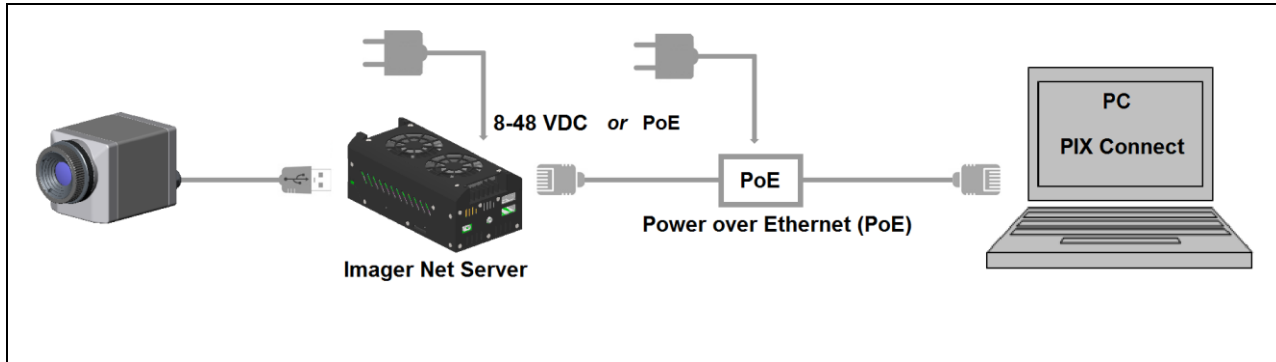 8-48 VDC or PoE
PC
PIX Connect
PoE
Power over Ethernet (PoE)
Imager Net Server